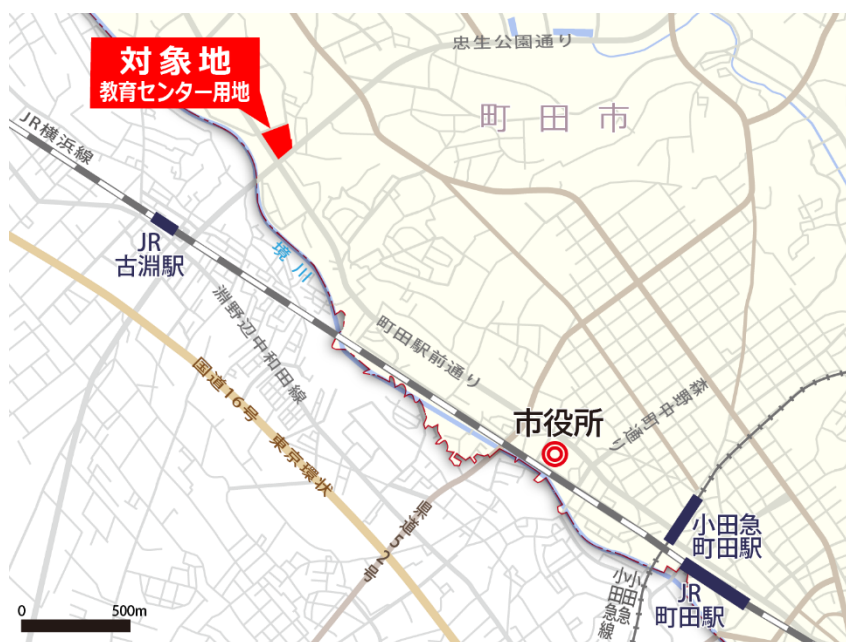 対象地
教育センター用地
忠生公園通り
町田市
JR横浜線
JR
古淵駅
境川
淵野辺中和田線
町田駅前通り
国道16号 東京環状
市役所
森野中町通り
県道52号
小田急
町田駅
小田急線
小田急
JR
町田駅
0 500m